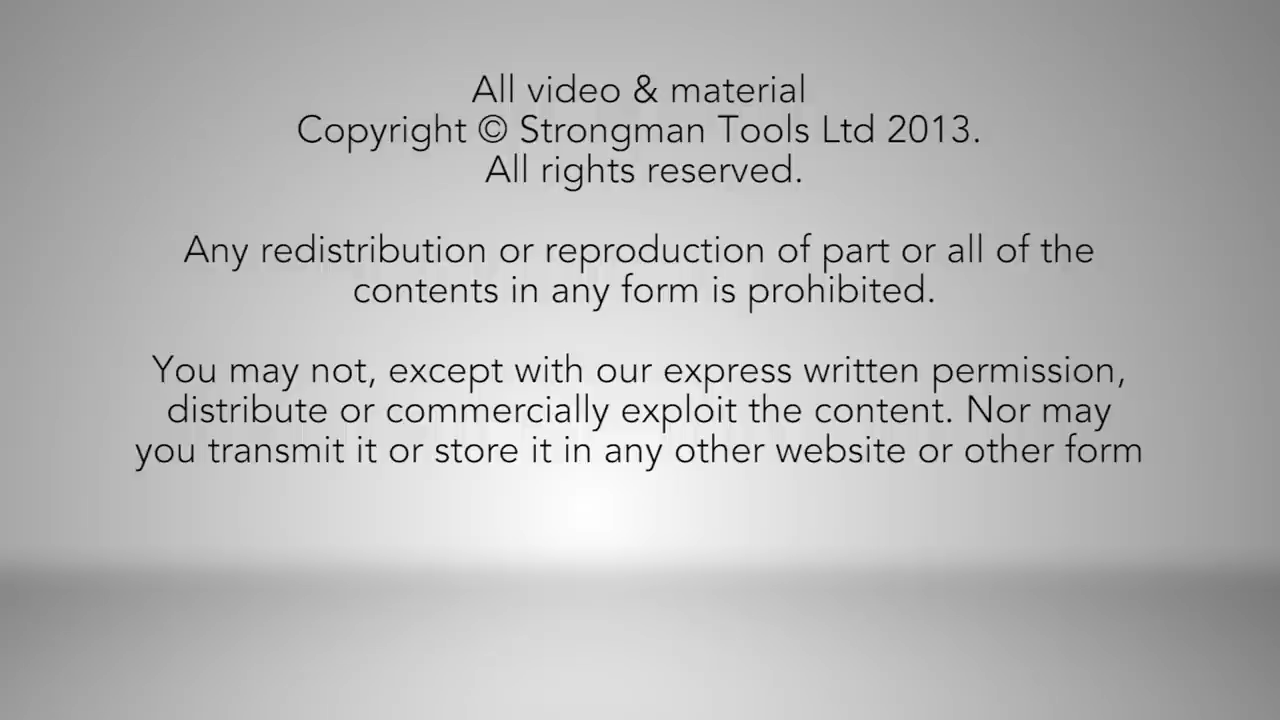 All video & material
Copyright © Strongman Tools Ltd 2013.
All rights reserved.
Any redistribution or reproduction of part or all of the
contents in any form is prohibited.
You may not, except with our express written permission,
distribute or commercially exploit the content. Nor may
you transmit it or store it in any other website or other form